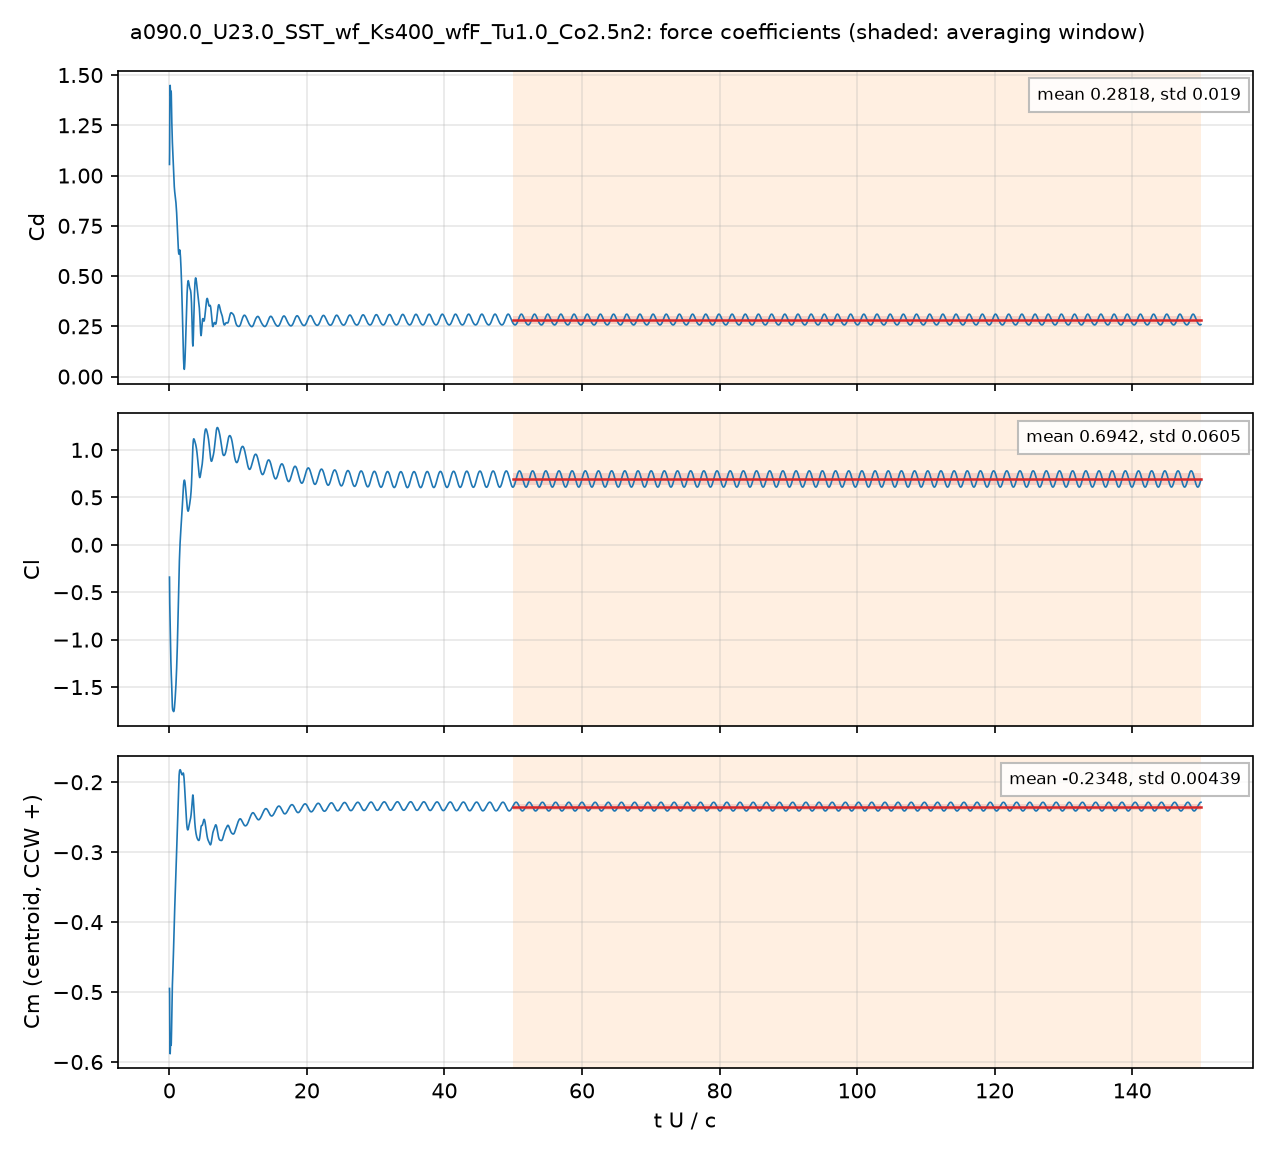 a090.0_U23.0_SST_wf_Ks400_wfF_Tu1.0_Co2.5n2: force coefficients (shaded: averaging window)
1.50
1.25
1.00
0.75
0.50
0.25
0.00
Cd
mean 0.2818, std 0.019
1.0
0.5
0.0
−0.5
−1.0
−1.5
Cl
mean 0.6942, std 0.0605
−0.2
−0.3
−0.4
−0.5
−0.6
Cm (centroid, CCW +)
mean -0.2348, std 0.00439
0 20 40 60 80 100 120 140
t U / c